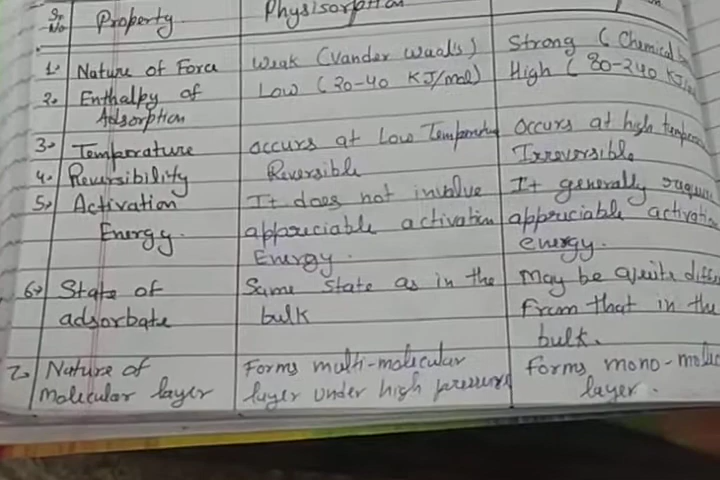 Sr. No Property Physisorption
1. Nature of Force Weak (Vander waals) Strong (Chemical
2. Enthalpy of Low (20-40 KJ/mol) High (80-240 KJ/
Adsorption
3. Temperature occurs at Low Temperature occurs at high
4. Reversibility Reversible Irreversible
5. Activation It does not involve It generally
Energy. appreciable activation appreciable activation
Energy. energy.
6. State of Same state as in the May be quite
adsorbate bulk from that in the
bulk.
7. Nature of Forms multi-molecular forms mono-
Molecular layer layer under high pressure layer.